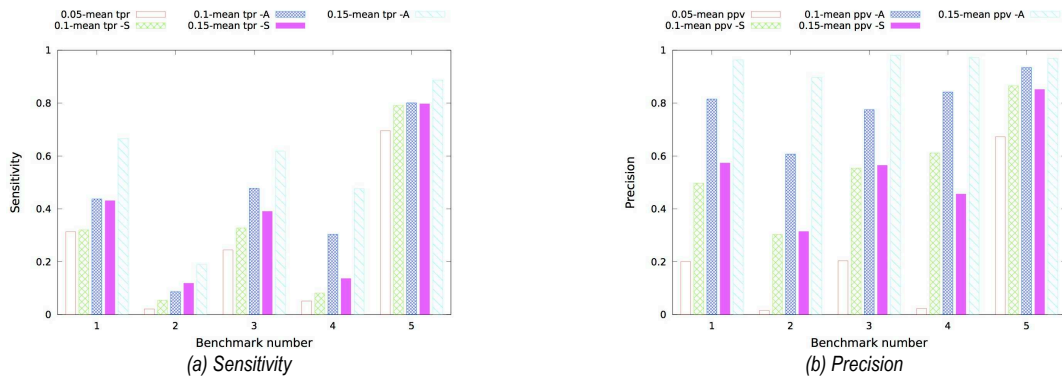 0.05-mean tpr 0.1-mean tpr -A 0.15-mean tpr -A
0.1-mean tpr -S 0.15-mean tpr -S
1
0.8
0.6
0.4
0.2
0
Sensitivity
1 2 3 4 5
Benchmark number
(a) Sensitivity
0.05-mean ppv 0.1-mean ppv -A 0.15-mean ppv -A
0.1-mean ppv -S 0.15-mean ppv -S
1
0.8
0.6
0.4
0.2
0
Precision
1 2 3 4 5
Benchmark number
(b) Precision